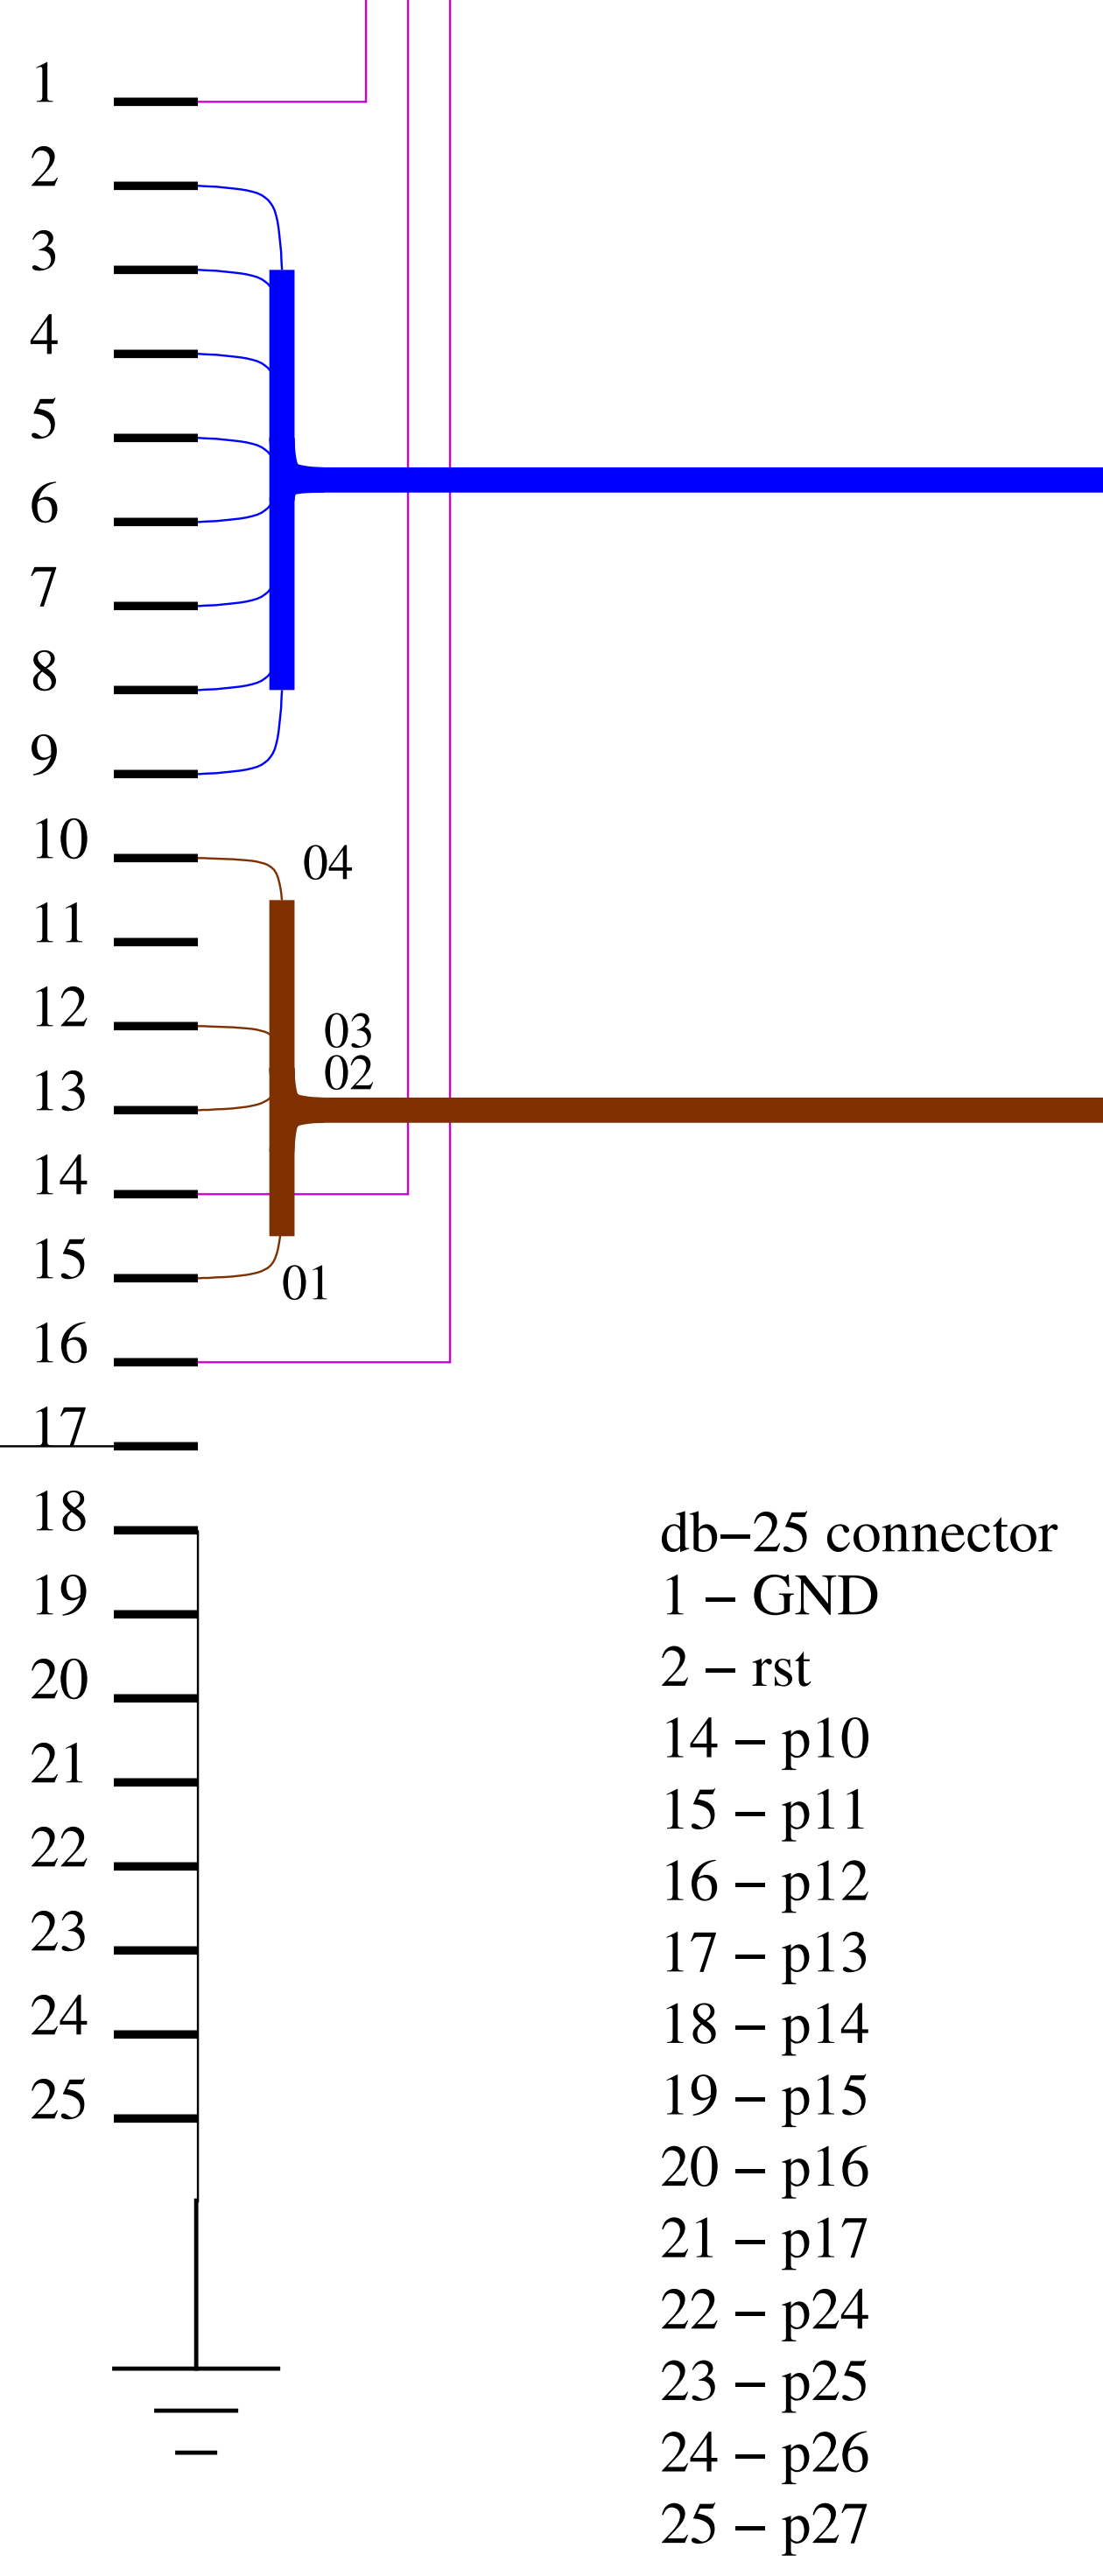 1
2
3
4
5
6
7
8
9
10
04
11
12
03
02
13
14
15
01
16
17
18
19
20
21
22
23
24
25
db−25 connector
1 − GND
2 − rst
14 − p10
15 − p11
16 − p12
17 − p13
18 − p14
19 − p15
20 − p16
21 − p17
22 − p24
23 − p25
24 − p26
25 − p27